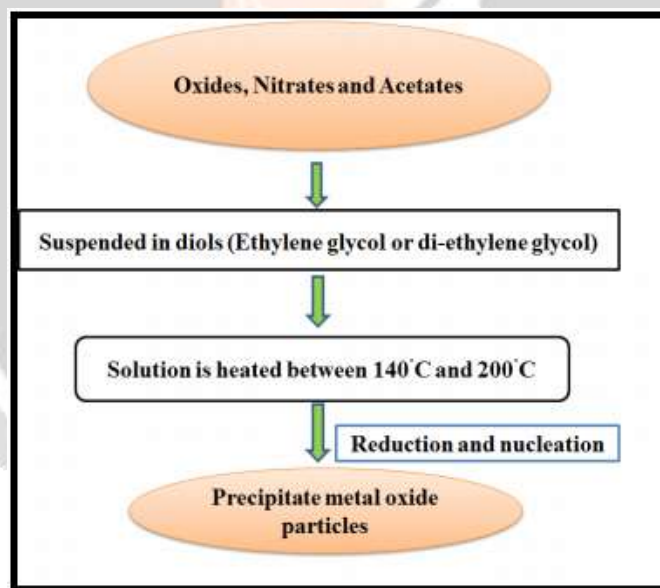 Oxides, Nitrates and Acetates
Suspended in diols (Ethylene glycol or di-ethylene glycol)
Solution is heated between 140°C and 200°C
Reduction and nucleation
Precipitate metal oxide
particles